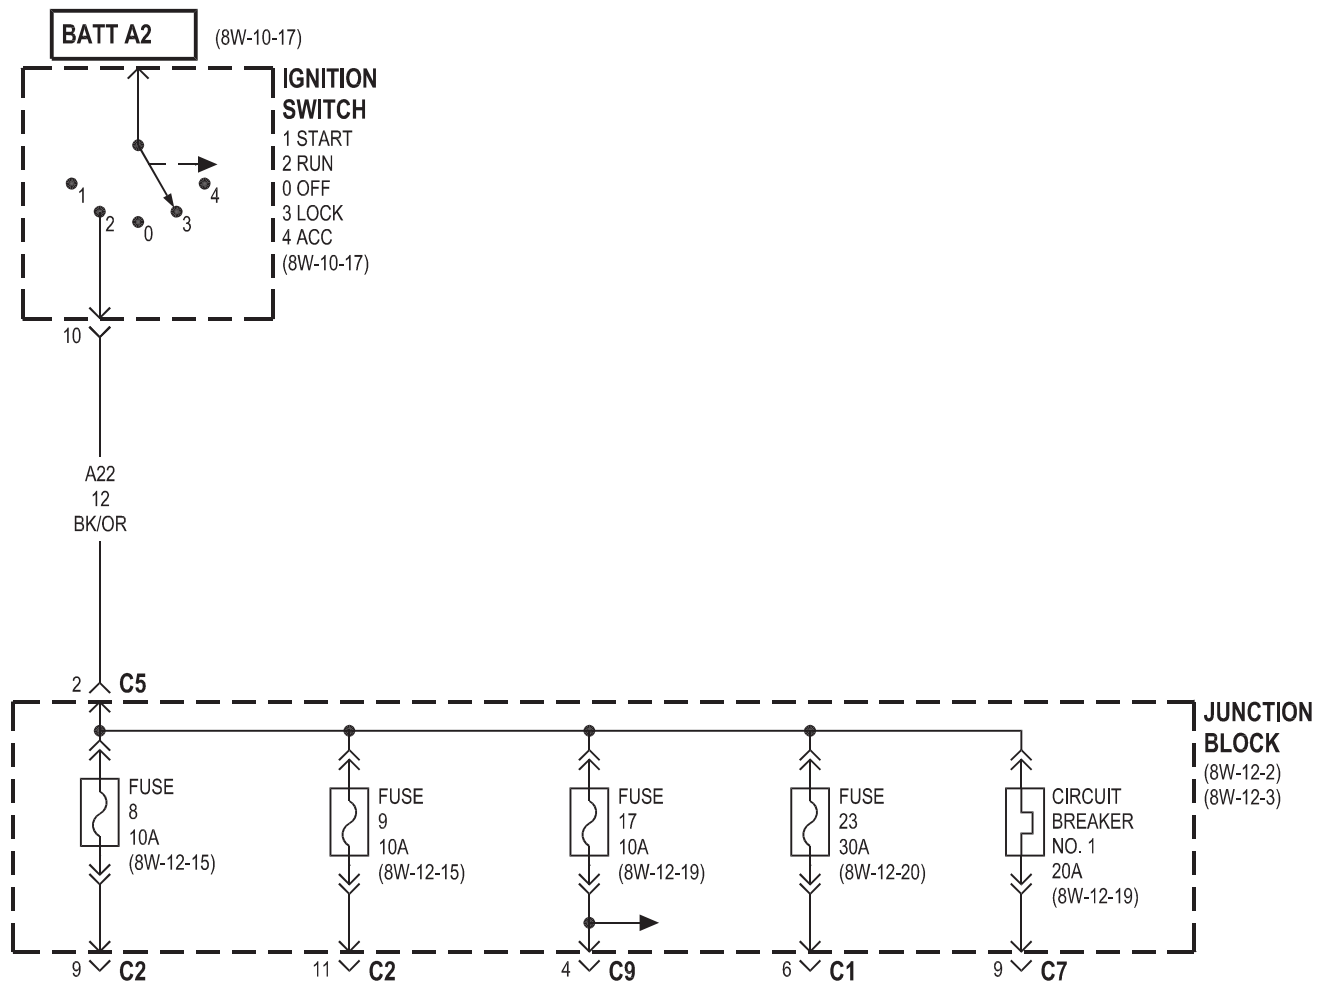 BATT A2
(8W-10-17)
IGNITION
SWITCH
1 START
2 RUN
0 OFF
3 LOCK
4 ACC
(8W-10-17)
1
2
0
3
4
10
A22
12
BK/OR
2 C5
JUNCTION
BLOCK
(8W-12-2)
(8W-12-3)
FUSE
8
10A
(8W-12-15)
FUSE
9
10A
(8W-12-15)
FUSE
17
10A
(8W-12-19)
FUSE
23
30A
(8W-12-20)
CIRCUIT
BREAKER
NO. 1
20A
(8W-12-19)
9 C2
11 C2
4 C9
6 C1
9 C7